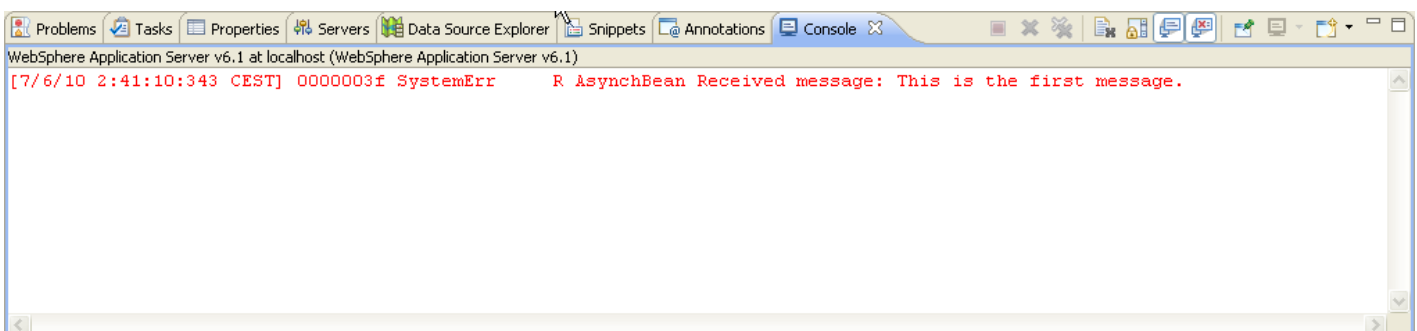 Problems Tasks Properties Servers Data Source Explorer Snippets Annotations Console
WebSphere Application Server v6.1 at localhost (WebSphere Application Server v6.1)
[7/6/10 2:41:10:343 CEST] 0000003f SystemErr     R AsynchBean Received message: This is the first message.